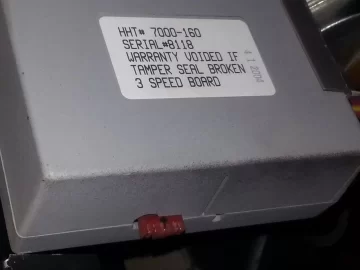 HHT# 7000-160
SERIAL#8118
WARRANTY VOIDED IF
TAMPER SEAL BROKEN
3 SPEED BOARD